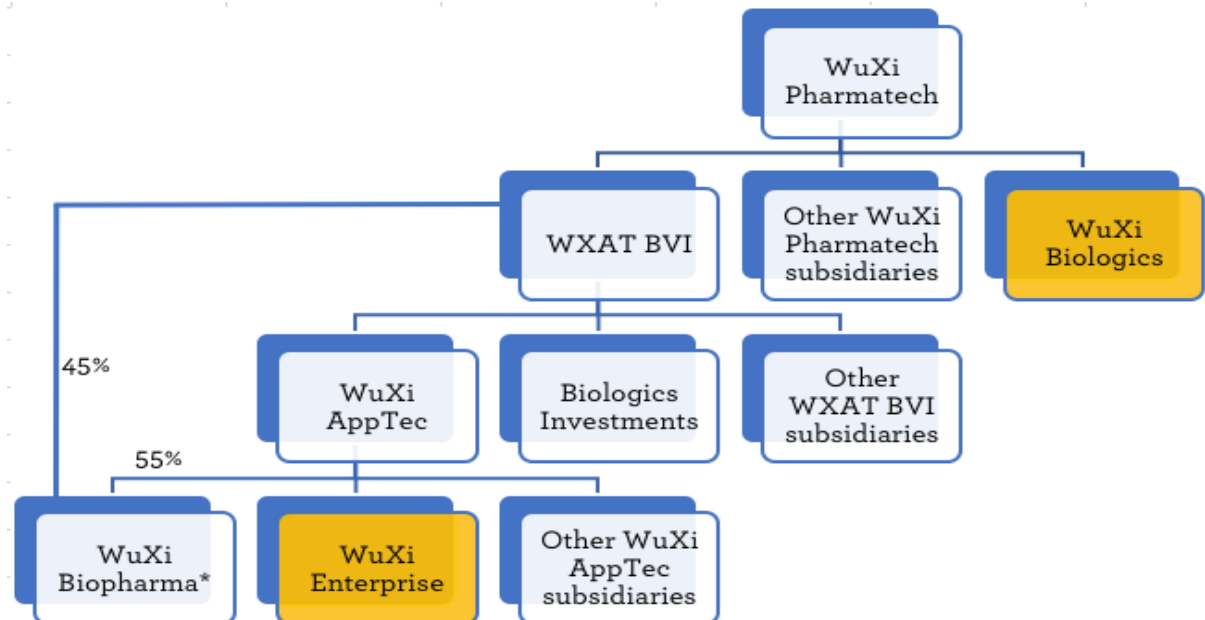 WuXi
Pharmatech
WXAT BVI
Other WuXi
Pharmatech
subsidiaries
WuXi
Biologics
45%
WuXi
AppTec
Biologics
Investments
Other
WXAT BVI
subsidiaries
55%
WuXi
Biopharma*
WuXi
Enterprise
Other WuXi
AppTec
subsidiaries